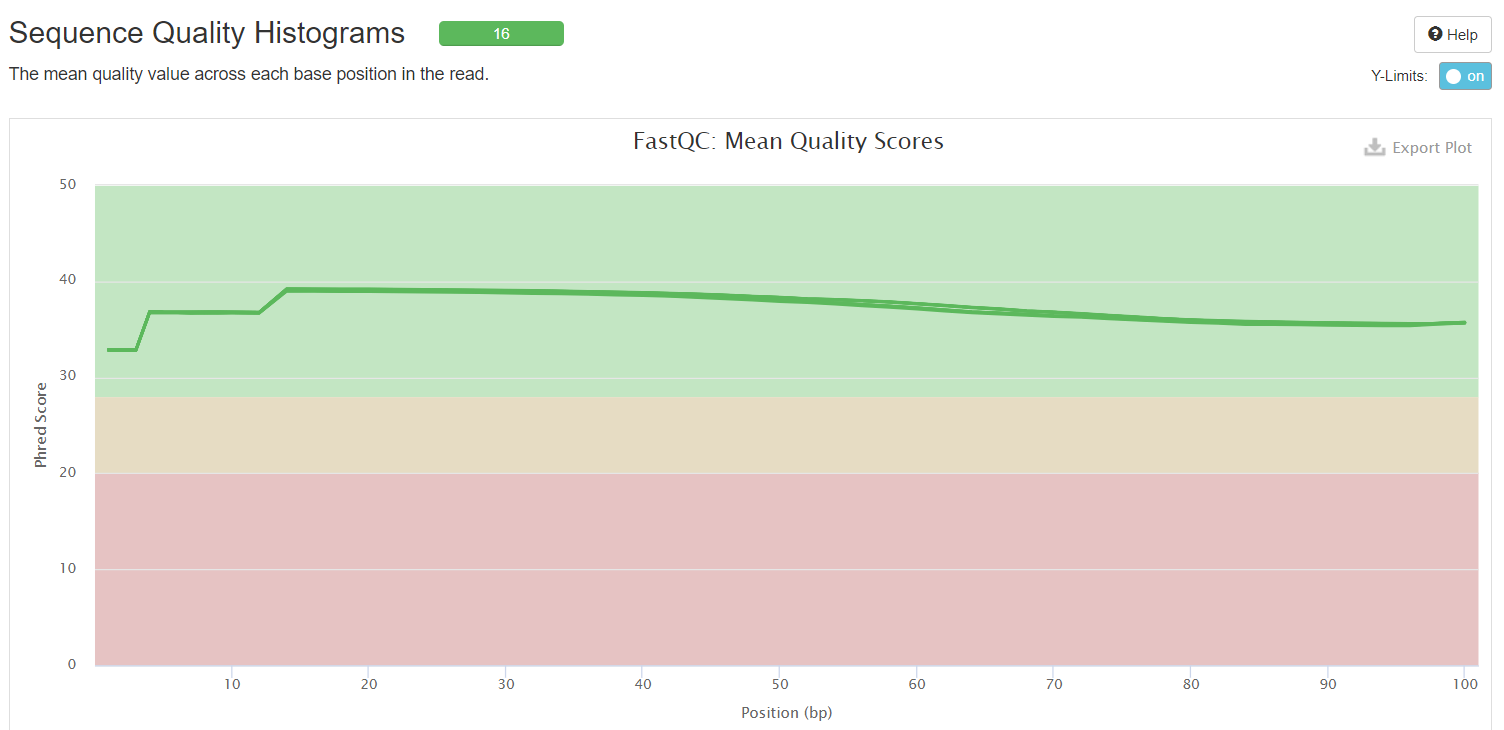 Sequence Quality Histograms
16
Help
The mean quality value across each base position in the read.
Y-Limits:
on
FastQC: Mean Quality Scores
Export Plot
50
40
30
20
10
0
Phred Score
10
20
30
40
50
60
70
80
90
100
Position (bp)